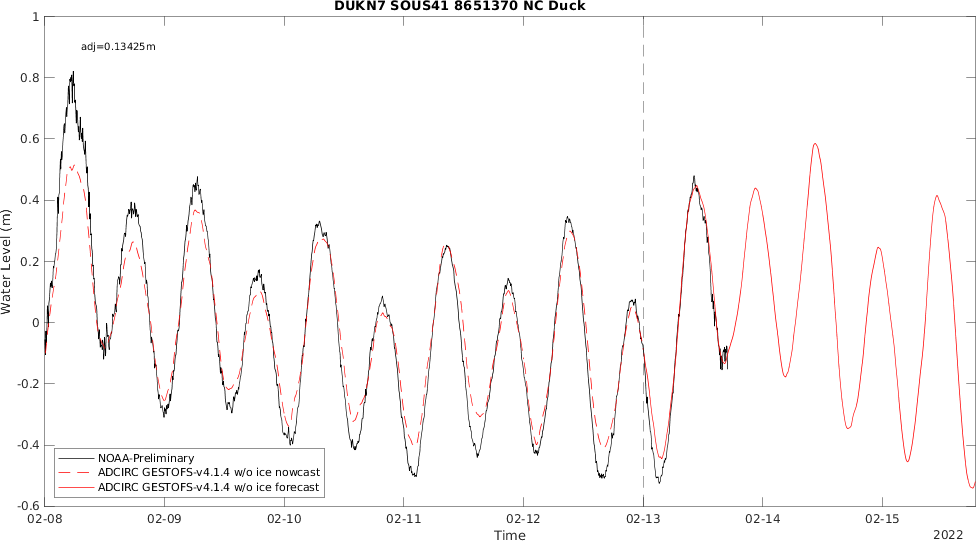 DUKN7 SOUS41 8651370 NC Duck
adj=0.13425m
1
0.8
0.6
0.4
0.2
0
-0.2
-0.4
-0.6
Water Level (m)
NOAA-Preliminary
ADCIRC GESTOFS-v4.1.4 w/o ice nowcast
ADCIRC GESTOFS-v4.1.4 w/o ice forecast
02-08 02-09 02-10 02-11 02-12 02-13 02-14 02-15
Time
2022